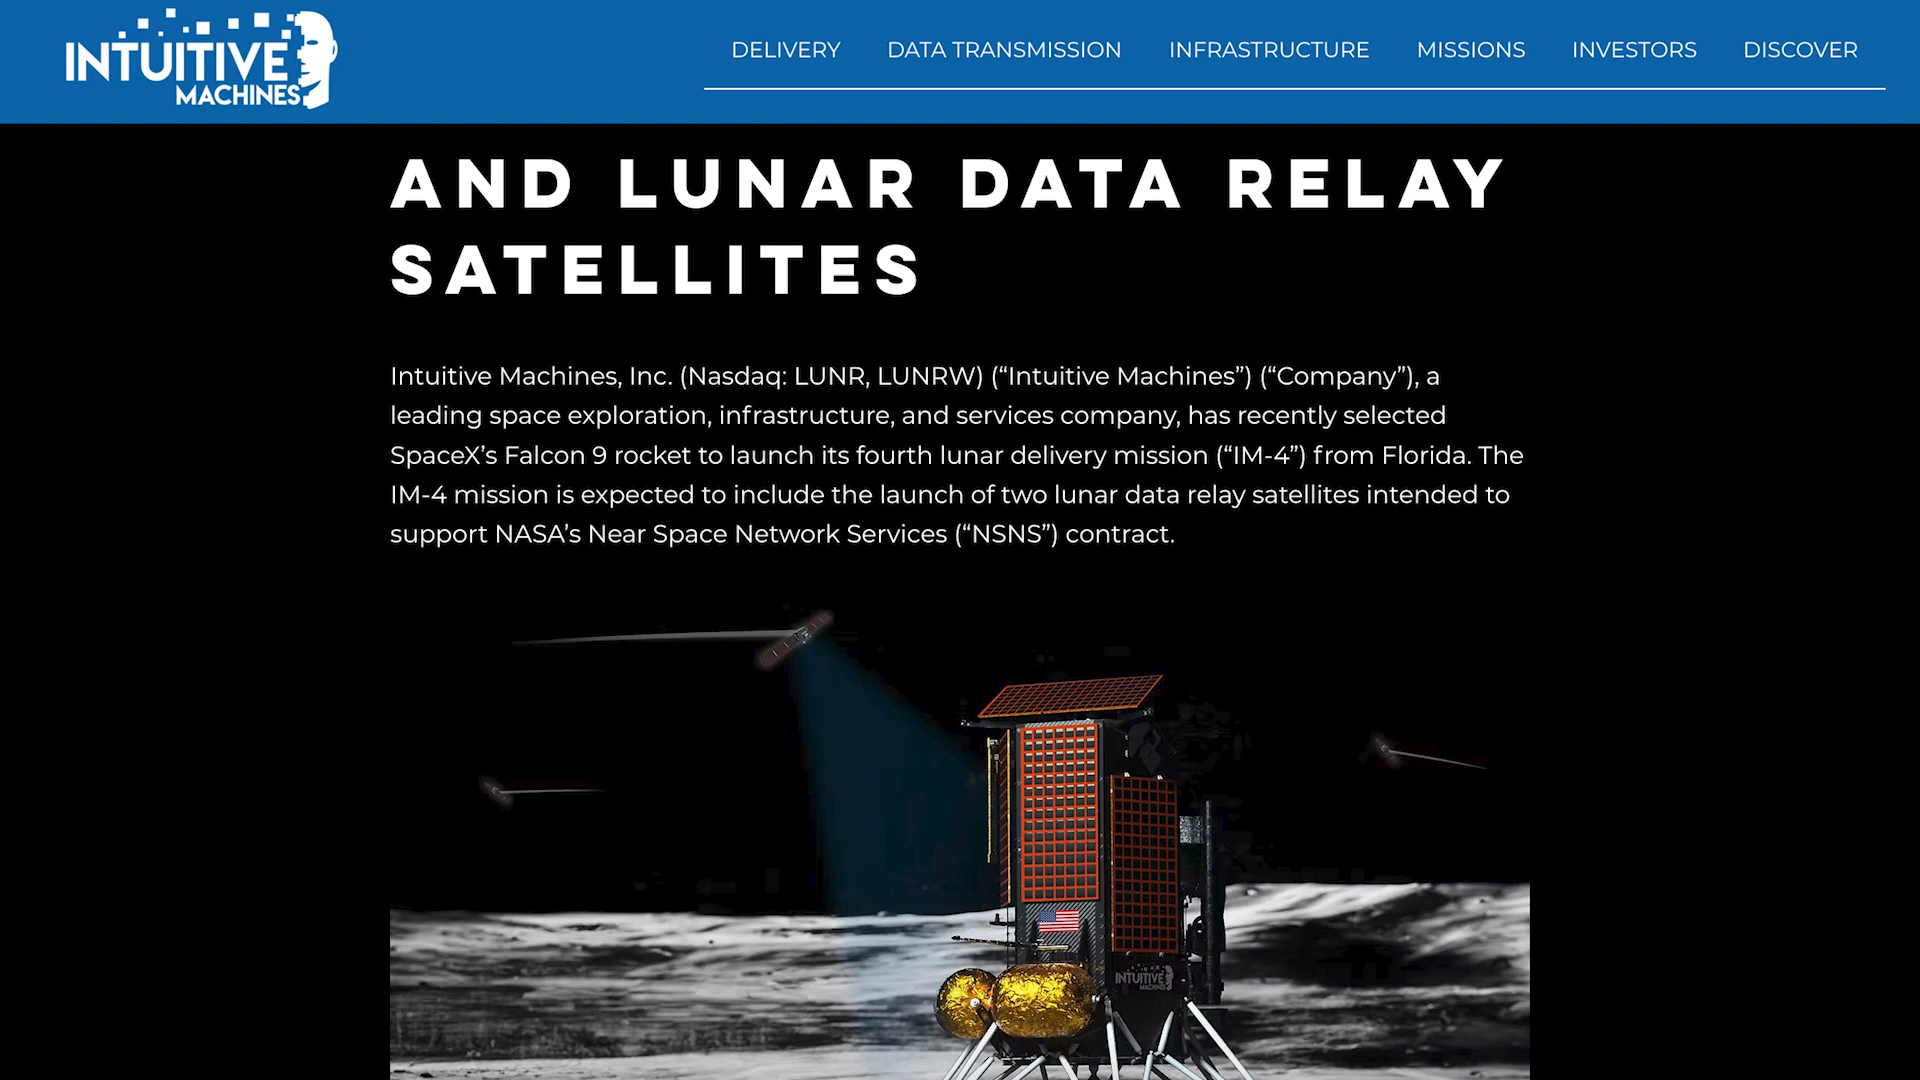 INTUITIVE
MACHINES
DELIVERY DATA TRANSMISSION INFRASTRUCTURE MISSIONS INVESTORS DISCOVER
AND LUNAR DATA RELAY
SATELLITES
Intuitive Machines, Inc. (Nasdaq: LUNR, LUNRW) (“Intuitive Machines”) (“Company”), a
leading space exploration, infrastructure, and services company, has recently selected
SpaceX’s Falcon 9 rocket to launch its fourth lunar delivery mission (“IM-4”) from Florida. The
IM-4 mission is expected to include the launch of two lunar data relay satellites intended to
support NASA’s Near Space Network Services (“NSNS”) contract.
INTUITIVE
MACHINES